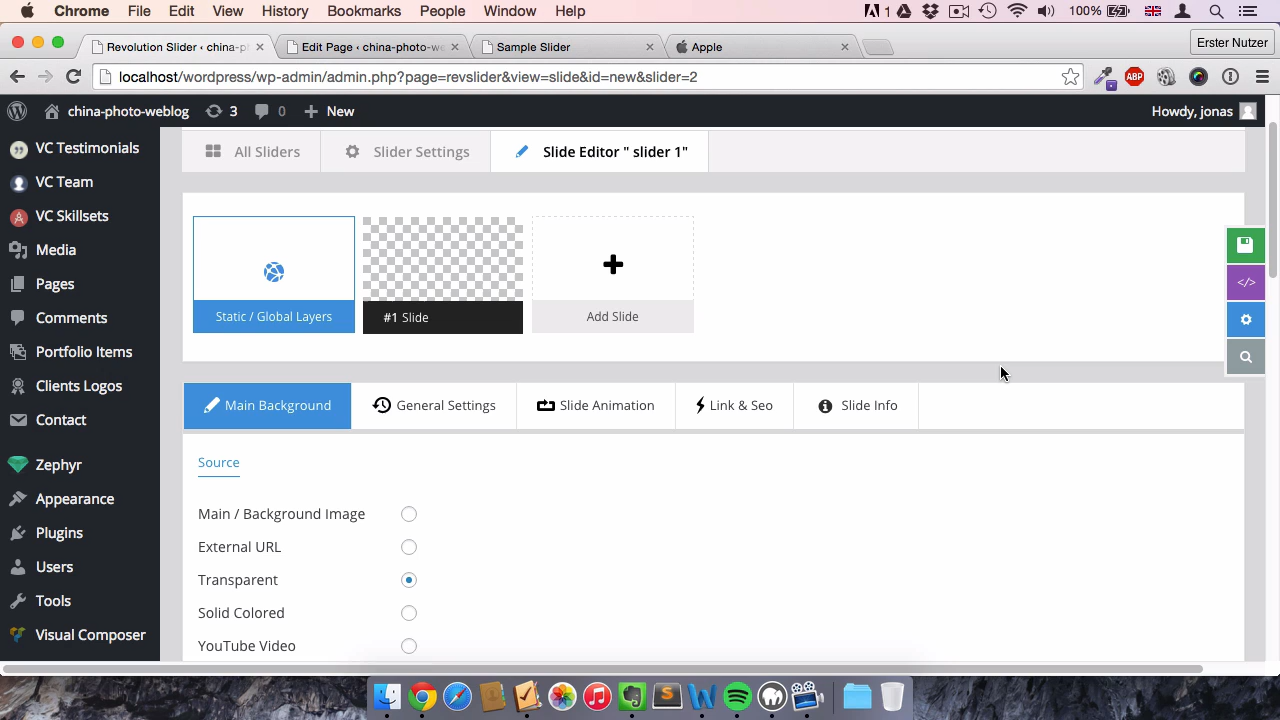 Chrome File Edit View History Bookmarks People Window Help 1 100%
Revolution Slider ‹ china-p Edit Page ‹ china-photo-we Sample Slider Apple Erster Nutzer
localhost/wordpress/wp-admin/admin.php?page=revslider&view=slide&id=new&slider=2 ABP
china-photo-weblog 3 0 New Howdy, jonas
VC Testimonials
VC Team
VC Skillsets
Media
Pages
Comments
Portfolio Items
Clients Logos
Contact
Zephyr
Appearance
Plugins
Users
Tools
Visual Composer
All Sliders Slider Settings Slide Editor " slider 1"
Static / Global Layers #1 Slide Add Slide
</>
Main Background General Settings Slide Animation Link & Seo Slide Info
Source
Main / Background Image
External URL
Transparent
Solid Colored
YouTube Video